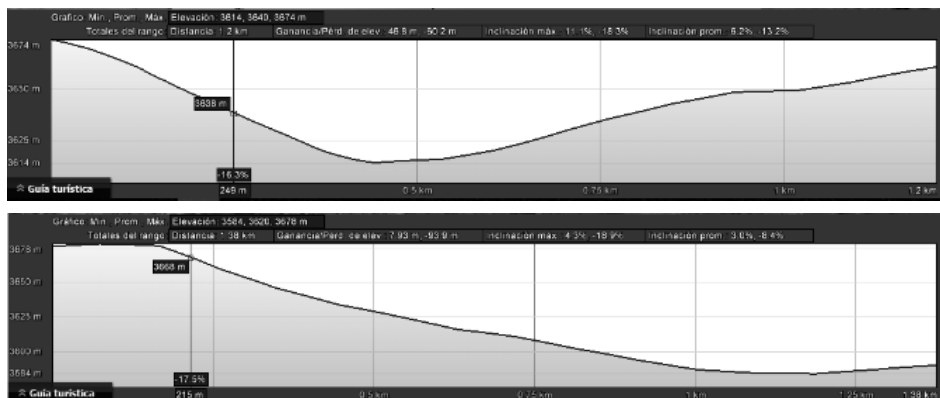 Gráfico: Mín., Prom., Máx. Elevación: 3614, 3640, 3674 m
Totales del rango: Distancia: 1.2 km Ganancia/Pérd. de elev.: 46.8 m, -60.2 m Inclinación máx.: 11.1%, -18.3% Inclinación prom.: 6.2%, -13.2%
3674 m
3650 m
3638 m
3625 m
3614 m
-16.3%
Guía turística 249 m 0.5 km 0.75 km 1 km 1.2 km
Gráfico: Mín., Prom., Máx. Elevación: 3584, 3620, 3678 m
Totales del rango: Distancia: 1.38 km Ganancia/Pérd. de elev.: 7.93 m, -93.9 m Inclinación máx.: 4.3%, -18.9% Inclinación prom.: 3.0%, -8.4%
3678 m
3668 m
3650 m
3625 m
3600 m
3584 m
-17.5%
Guía turística 215 m 0.5 km 0.75 km 1 km 1.25 km 1.38 km